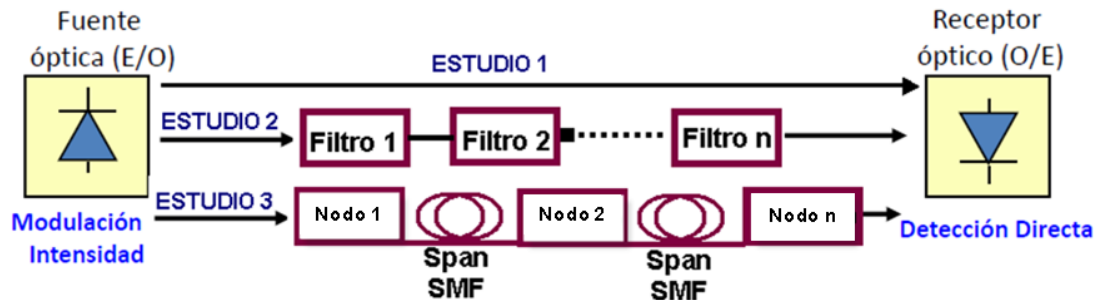 Fuente
óptica (E/O)
Receptor
óptico (O/E)
ESTUDIO 1
ESTUDIO 2
Filtro 1
Filtro 2
Filtro n
ESTUDIO 3
Nodo 1
Nodo 2
Nodo n
Modulación
Intensidad
Detección Directa
Span
SMF
Span
SMF